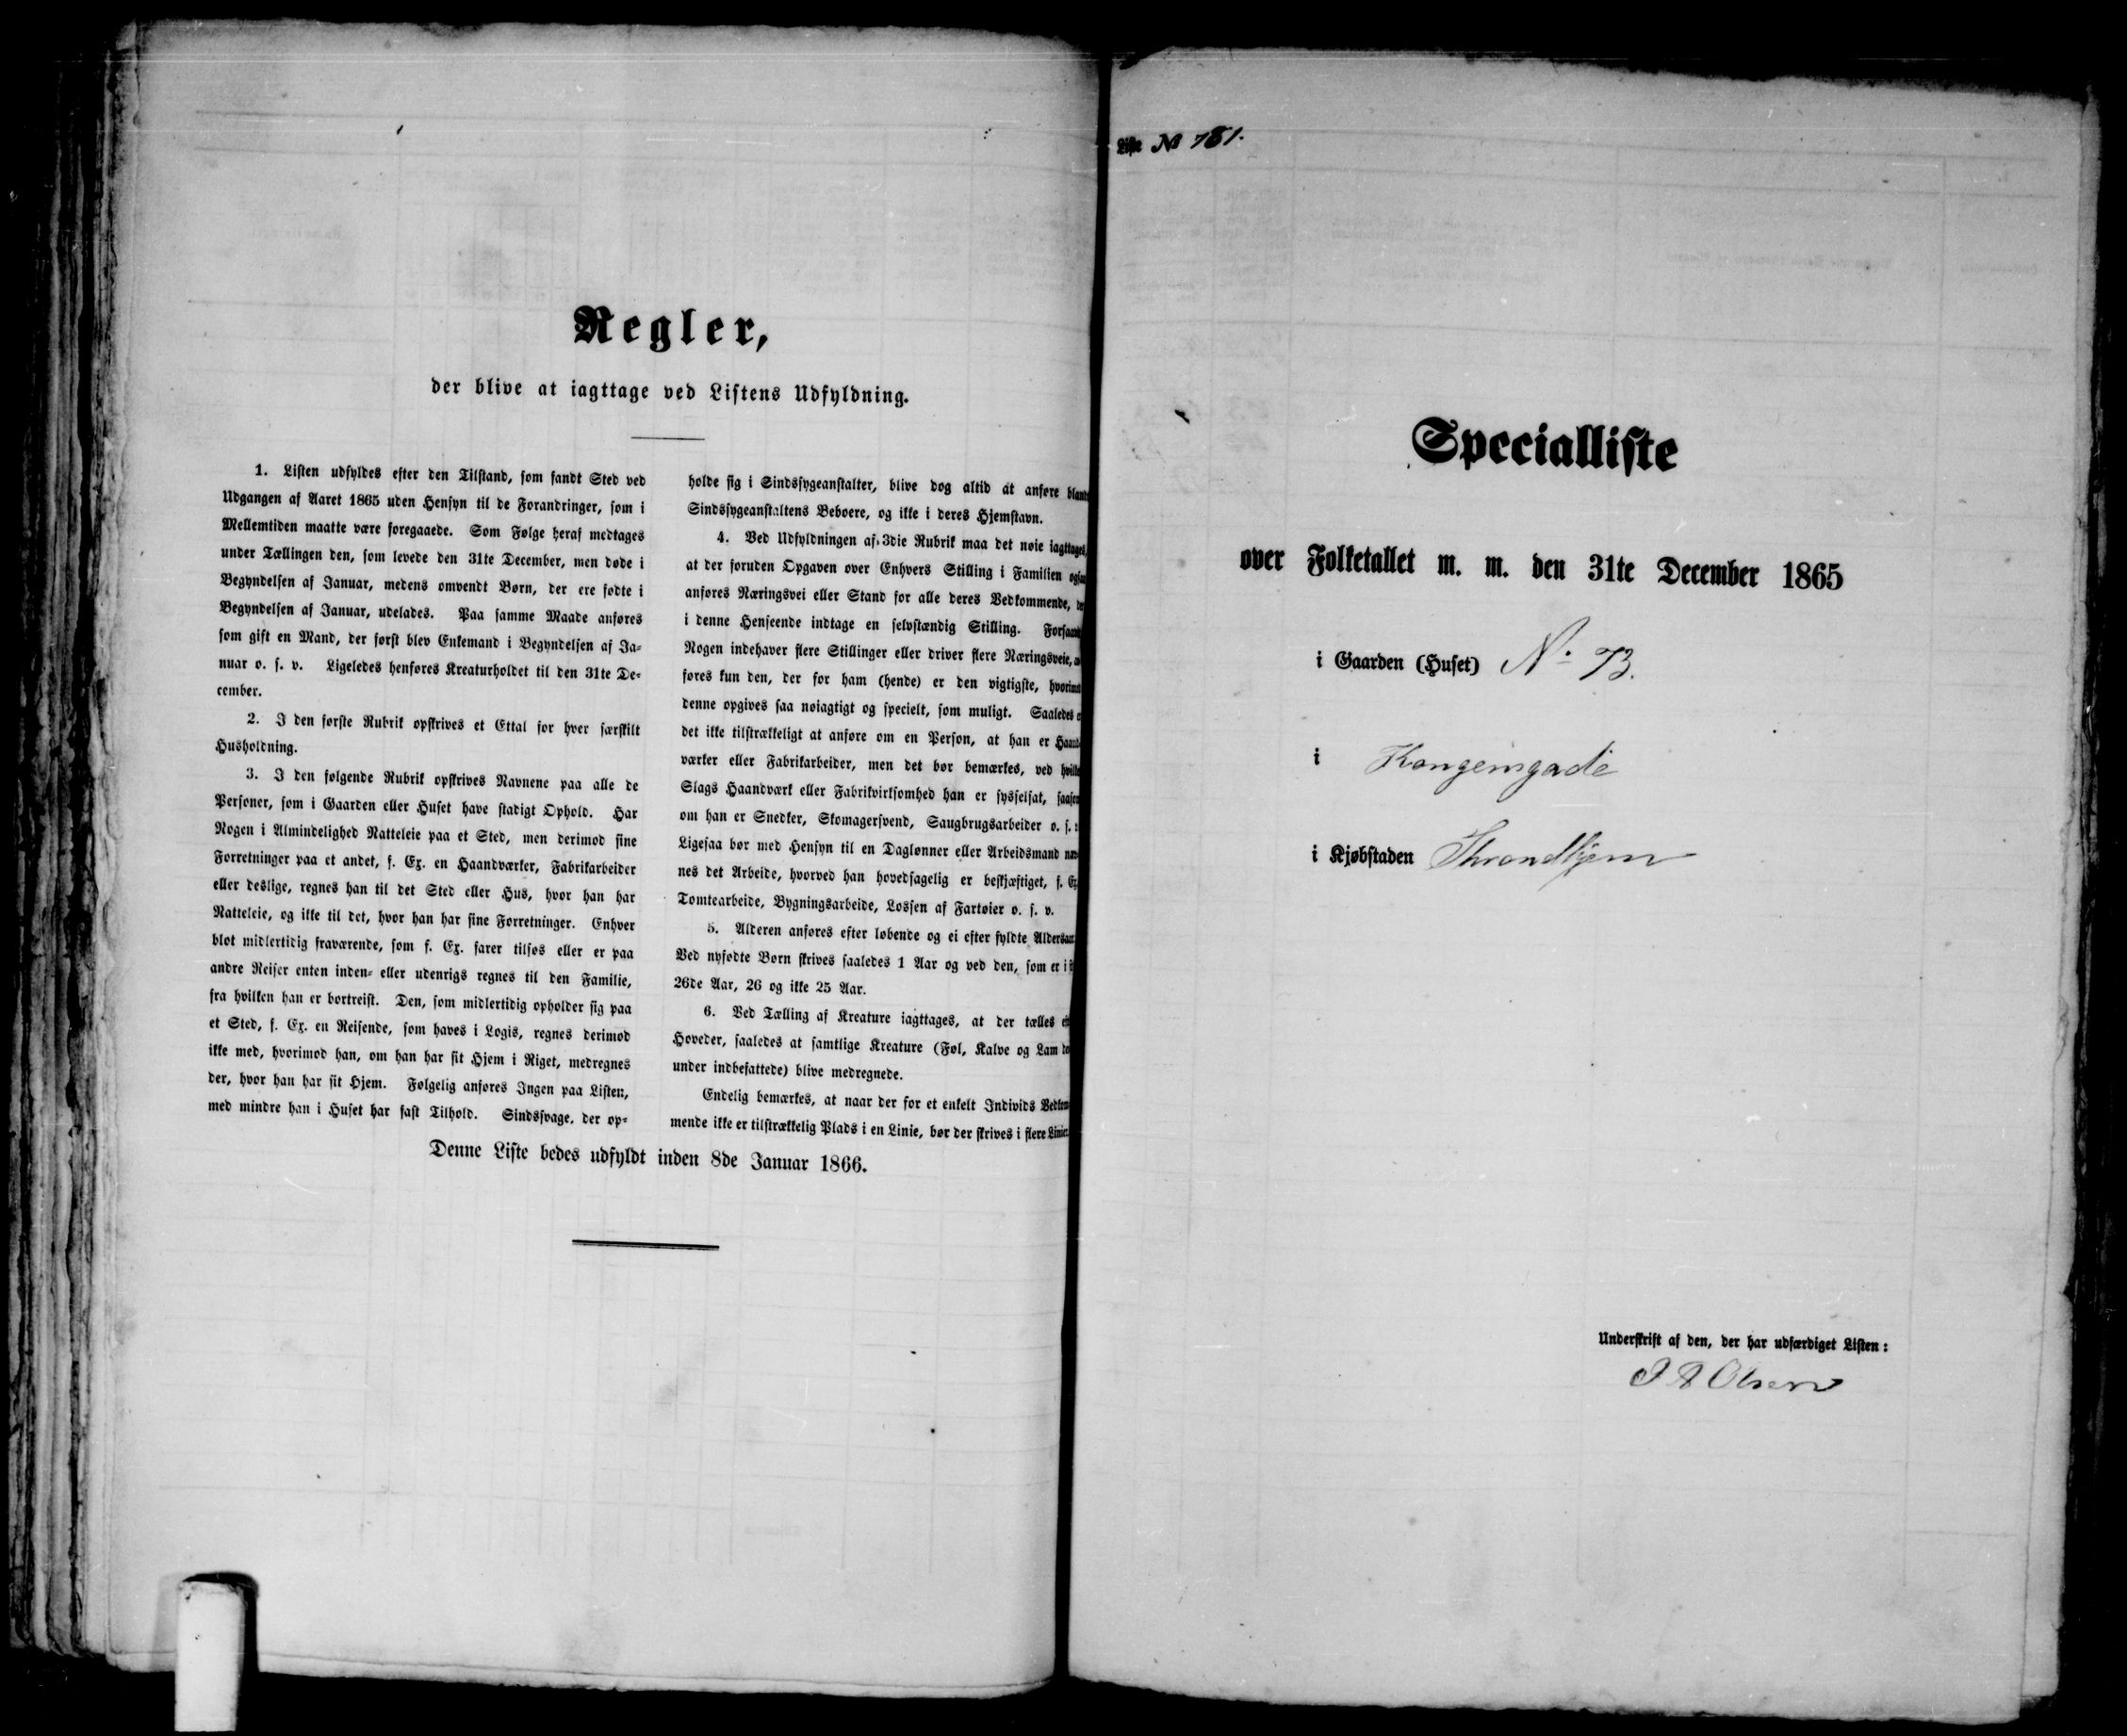 Regler,
der blive at iagttage ved Listens Udfyldning.
1. Listen udfyldes efter den Tilstand, som fandt Sted ved
Udgangen af Aaret 1865 uden Hensyn til de Forandringer, som i
Mellemtiden maatte være foregaaede. Som Følge heraf medtages
under Tællingen den, som levede den 31te December, men døde i
Begyndelsen af Januar, medens omvendt Børn, der ere fødte i
Begyndelsen af Januar, udelades. Paa samme Maade anføres
som gift en Mand, der først blev Enkemand i Begyndelsen af Ja-
nuar o. s. v. Ligeledes henføres Kreaturholdet til den 31te De-
cember.
2. I den første Rubrik opskrives et Ettal for hver særskilt
Husholdning.
3. I den følgende Rubrik opskrives Navnene paa alle de
Personer, som i Gaarden eller Huset have stadigt Ophold. Har
Nogen i Almindelighed Natteleie paa et Sted, men derimod sine
Forretninger paa et andet, f. Ex. en Haandværker, Fabrikarbeider
eller deslige, regnes han til det Sted eller Hus, hvor han har
Natteleie, og ikke til det, hvor han har sine Forretninger. Enhver
blot midlertidig fraværende, som f. Ex. farer tilsøs eller er paa
andre Reiser enten inden- eller udenrigs regnes til den Familie,
fra hvilken han er bortreist. Den, som midlertidig opholder sig paa
et Sted, f. Ex. en Reisende, som haves i Logis, regnes derimod
ikke med, hvorimod han, om han har sit Hjem i Riget, medregnes
der, hvor han har sit Hjem. Følgelig anføres Ingen paa Listen,
med mindre han i Huset har fast Tilhold. Sindssvage, der op-
holde sig i Sindssygeanstalter, blive dog altid at anføre blandt
Sindssygeanstaltens Beboere, og ikke i deres Hjemstavn.
4. Ved Udfyldningen af 3die Rubrik maa det nøie iagttages,
at der foruden Opgaven over Enhvers Stilling i Familien ogsaa
anføres Næringsvei eller Stand for alle deres Vedkommende, der
i denne Henseende indtage en selvstændig Stilling. Forsaavidt
Nogen indehaver flere Stillinger eller driver flere Næringsveie, an-
føres kun den, der for ham (hende) er den vigtigste, hvorimod
denne opgives saa nøiagtigt og specielt, som muligt. Saaledes er
det ikke tilstrækkeligt at anføre om en Person, at han er Haand-
værker eller Fabrikarbeider, men det bør bemærkes, ved hvilket
Slags Haandværk eller Fabrikvirksomhed han er sysselsat, saasom
om han er Snedker, Skomagersvend, Saugbrugsarbeider o. s. v.
Ligesaa bør med Hensyn til en Daglønner eller Arbeidsmand næv-
nes det Arbeide, hvorved han hovedsagelig er beskjæftiget, f. Ex.
Tomtearbeide, Bygningsarbeide, Lossen af Fartøier o. s. v.
5. Alderen anføres efter løbende og ei efter fyldte Aldersaar.
Ved nyfødte Børn skrives saaledes 1 Aar og ved den, som er i sit
26de Aar, 26 og ikke 25 Aar.
6. Ved Tælling af Kreature iagttages, at der tælles efter
Hoveder, saaledes at samtlige Kreature (Føl, Kalve og Lam der-
under indbefattede) blive medregnede.
Endelig bemærkes, at naar der for et enkelt Individs Vedkom-
mende ikke er tilstrækkelig Plads i en Linie, bør der skrives i flere Linier.
Denne Liste bedes udfyldt inden 8de Januar 1866.
Liste No 781.
Specialliste
over Folketallet m. m. den 31te December 1865
i Gaarden (Huset) No 73.
i Kongensgade
i Kjøbstaden Throndhjem
Underskrift af den, der har udfærdiget Listen:
J A Olsen